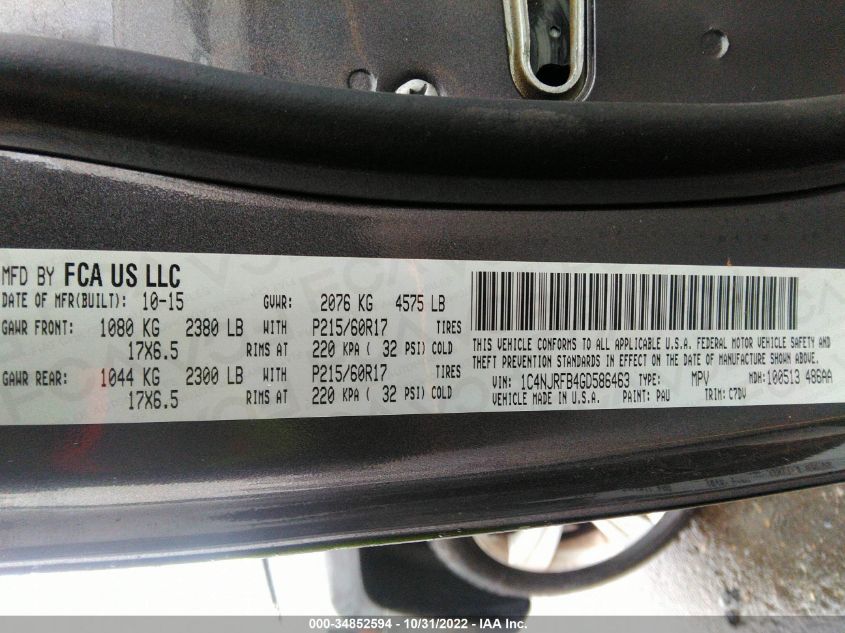 MFD BY FCA US LLC
DATE OF MFR(BUILT): 10-15 GVWR: 2076 KG 4575 LB
GAWR FRONT: 1080 KG 2380 LB WITH P215/60R17 TIRES
17X6.5 RIMS AT 220 KPA ( 32 PSI) COLD
GAWR REAR: 1044 KG 2300 LB WITH P215/60R17 TIRES
17X6.5 RIMS AT 220 KPA ( 32 PSI) COLD
THIS VEHICLE CONFORMS TO ALL APPLICABLE U.S.A. FEDERAL MOTOR VEHICLE SAFETY AND
THEFT PREVENTION STANDARDS IN EFFECT ON THE DATE OF MANUFACTURE SHOWN ABOVE.
VIN: 1C4NJRFB4GD586463 TYPE: MPV MDH: 100513 486AA
VEHICLE MADE IN U.S.A. PAINT: PAU TRIM: C7DV
000-34852594 - 10/31/2022 - IAA Inc.